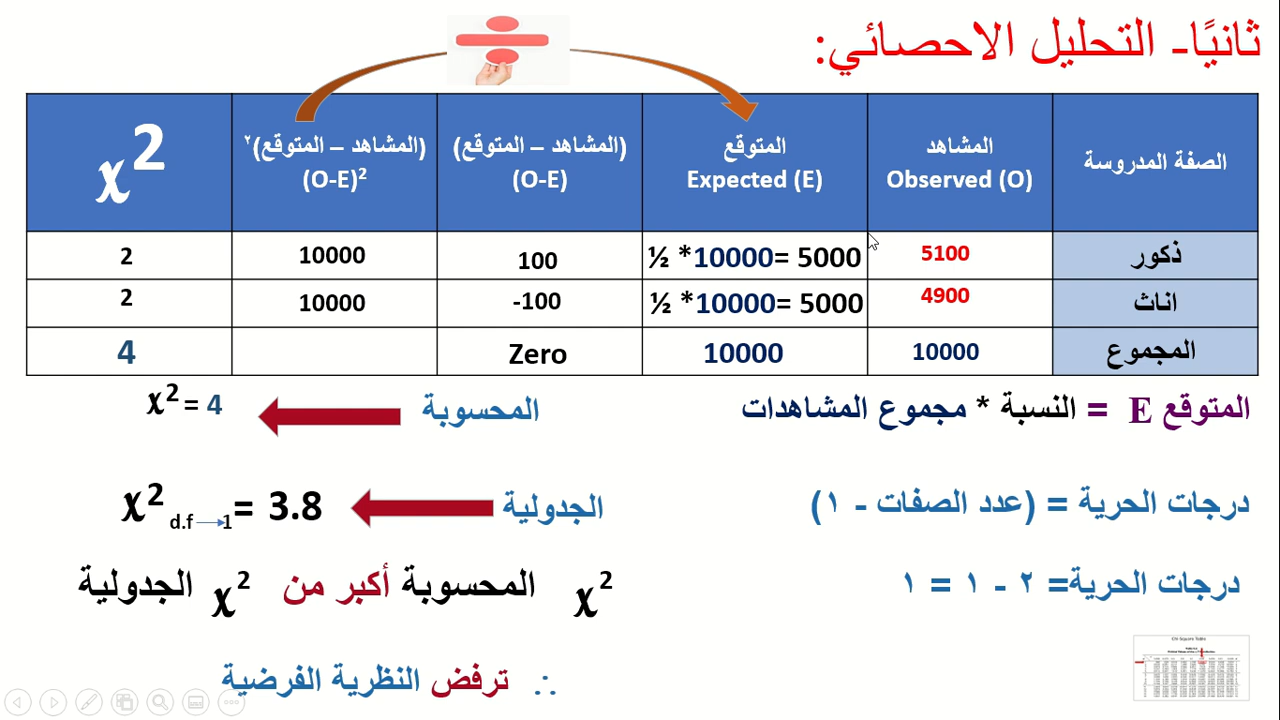 ثانيًا- التحليل الاحصائي:
الصفة المدروسة
المشاهد
Observed (O)
المتوقع
Expected (E)
(المشاهد – المتوقع)
(O-E)
(المشاهد – المتوقع)٢
(O-E)²
χ²
ذكور 5100 ½ *10000= 5000 100 10000 2
اناث 4900 ½ *10000= 5000 -100 10000 2
المجموع 10000 10000 Zero 4
المتوقع E = النسبة * مجموع المشاهدات
المحسوبة χ² = 4
درجات الحرية = (عدد الصفات - ١)
الجدولية χ² d.f → 1 = 3.8
درجات الحرية= ٢ - ١ = ١
χ² المحسوبة أكبر من χ² الجدولية
∴ ترفض النظرية الفرضية
Chi Square Table